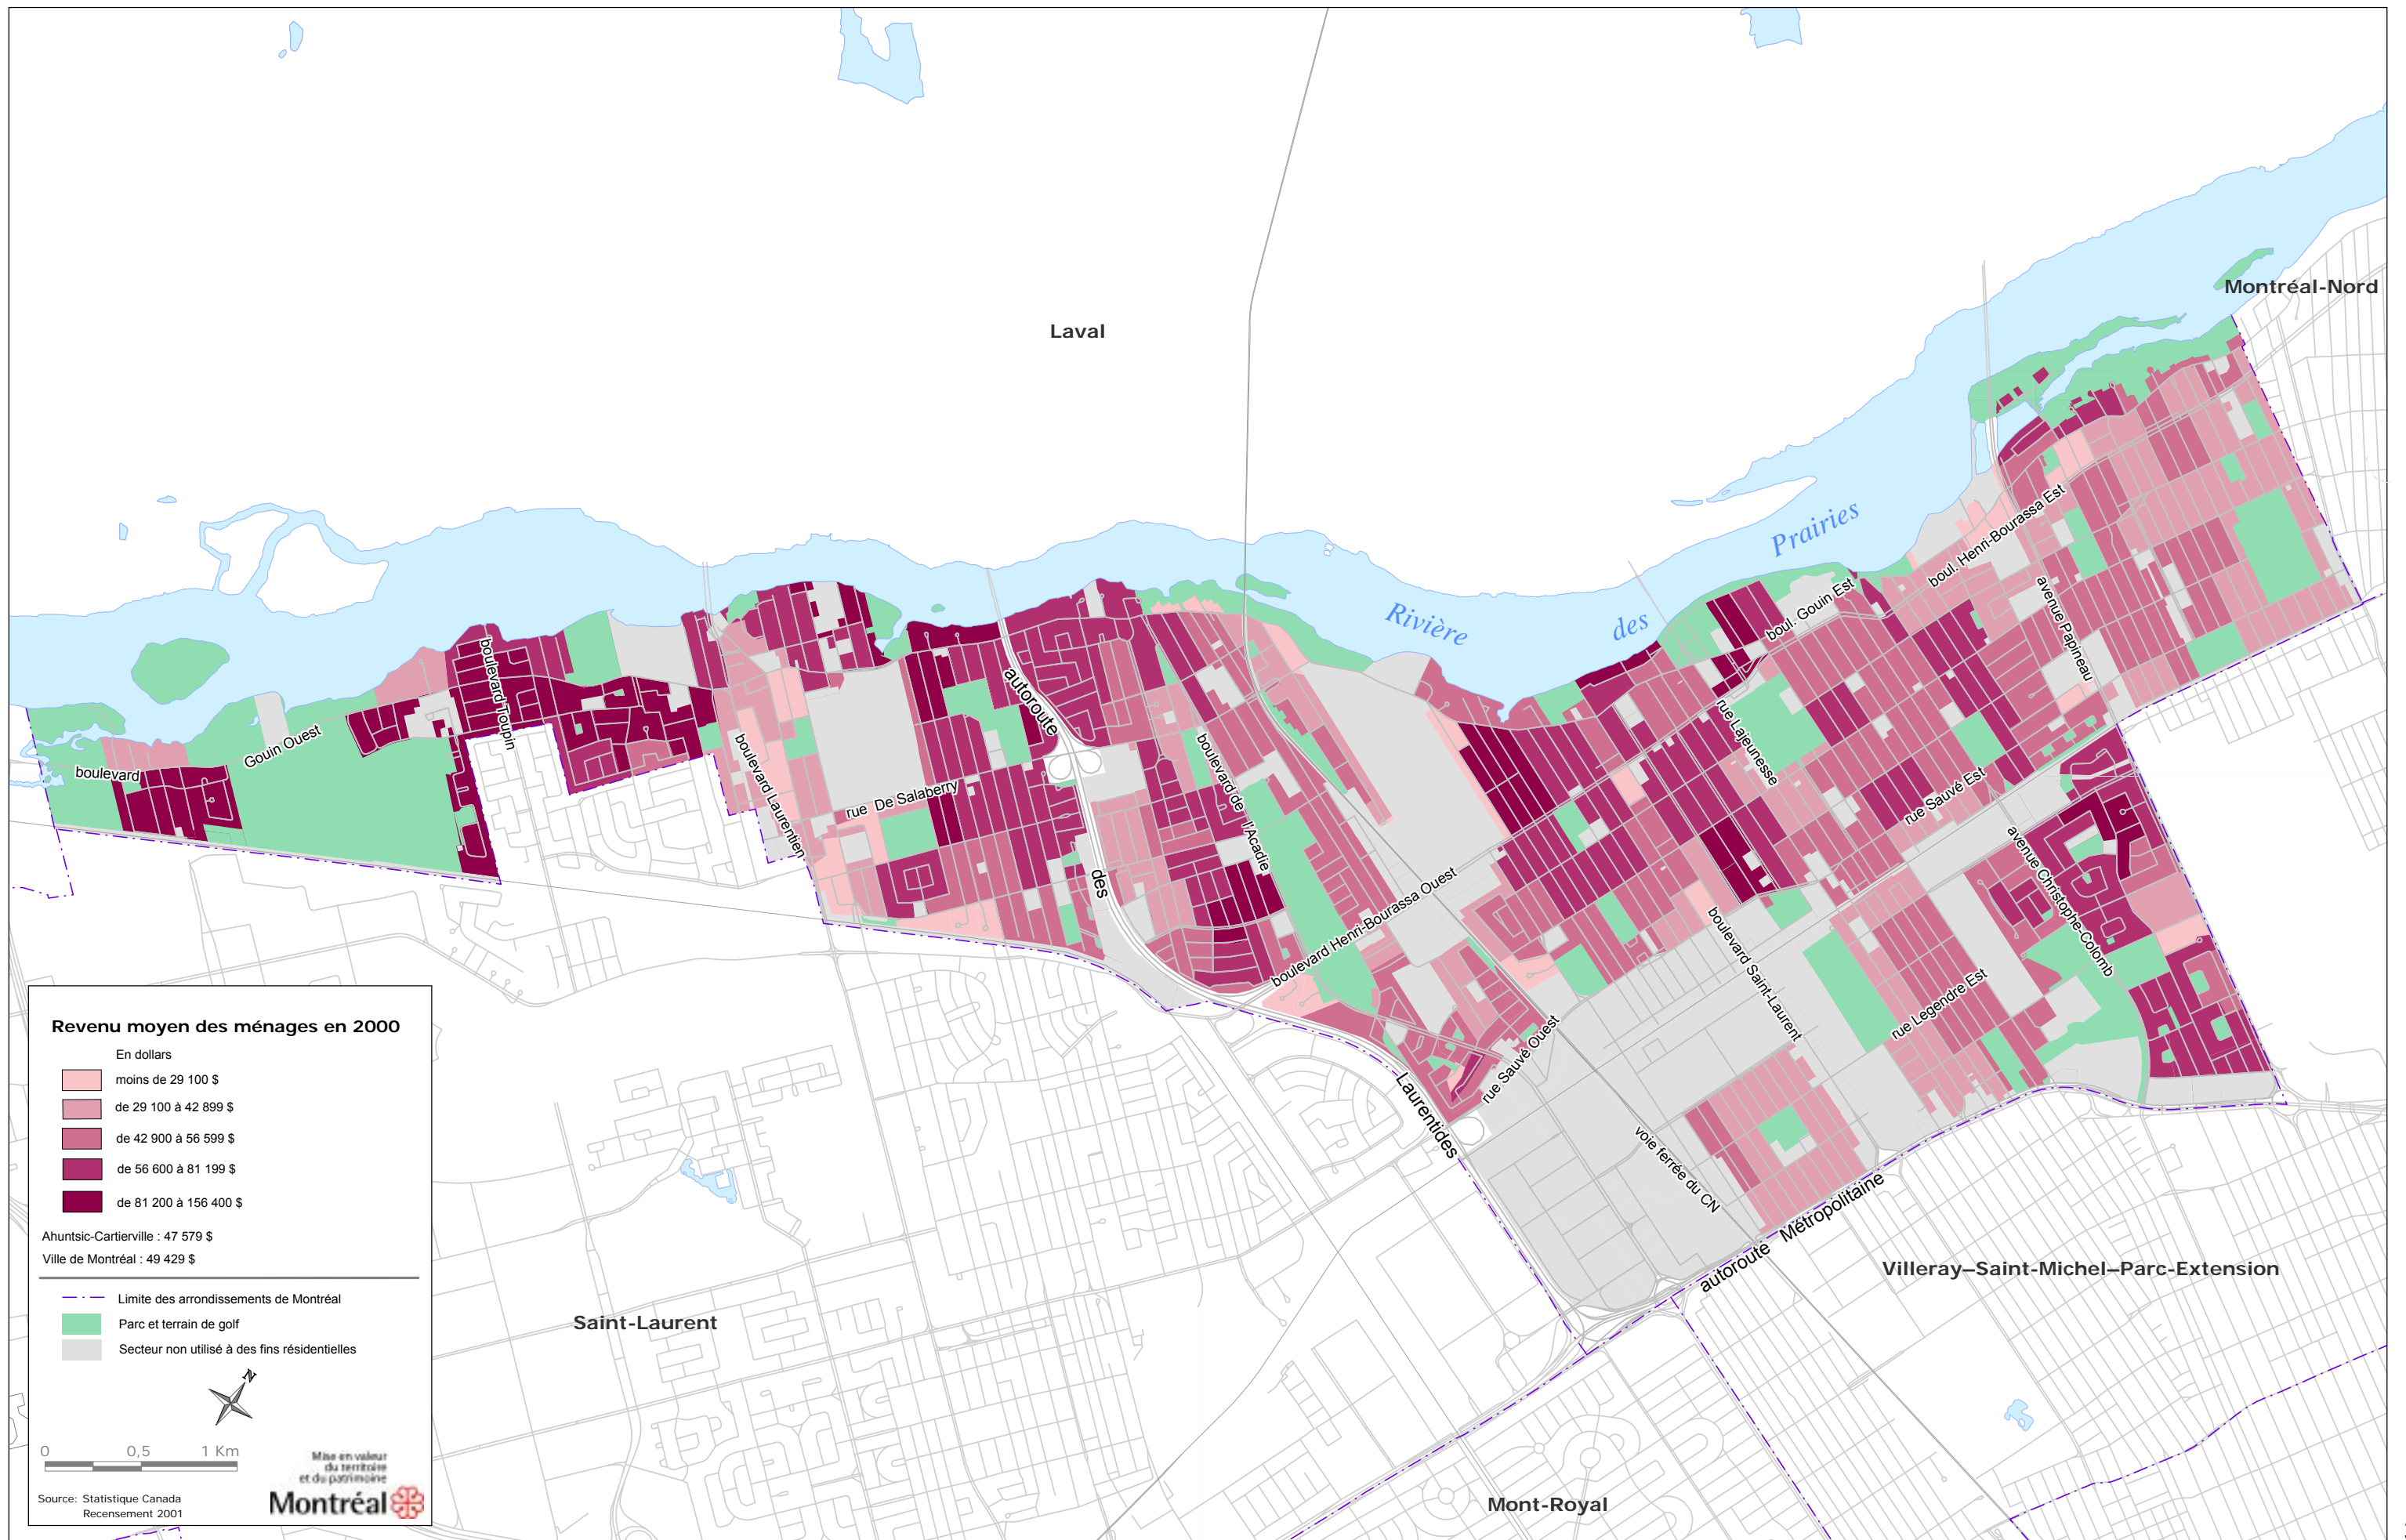 Montréal-Nord
Laval
Rivière
des
Prairies
boul. Henri-Bourassa Est
boul. Gouin Est
avenue Papineau
boulevard Toupin
Gouin Ouest
boulevard
autoroute
rue Lajeunesse
boulevard Laurentien
boulevard de l'Acadie
rue De Salaberry
rue Sauvé Est
des
avenue Christophe-Colomb
boulevard Henri-Bourassa Ouest
boulevard Saint-Laurent
rue Legendre Est
rue Sauvé Ouest
Laurentides
voie ferrée du CN
autoroute Métropolitaine
Villeray–Saint-Michel–Parc-Extension
Saint-Laurent
Mont-Royal
Revenu moyen des ménages en 2000
En dollars
moins de 29 100 $
de 29 100 à 42 899 $
de 42 900 à 56 599 $
de 56 600 à 81 199 $
de 81 200 à 156 400 $
Ahuntsic-Cartierville : 47 579 $
Ville de Montréal : 49 429 $
Limite des arrondissements de Montréal
Parc et terrain de golf
Secteur non utilisé à des fins résidentielles
N
0 0,5 1 Km
Mise en valeur
du territoire
et du patrimoine
Montréal
Source: Statistique Canada
Recensement 2001